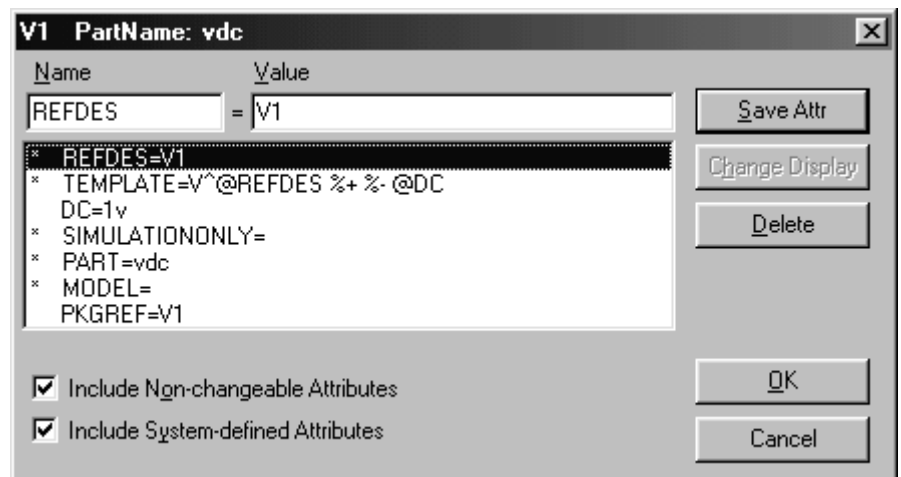 V1 PartName: vdc
Name Value
REFDES = V1
Save Attr
* REFDES=V1
* TEMPLATE=V^@REFDES %+ %- @DC
DC=1v
* SIMULATIONONLY=
* PART=vdc
* MODEL=
PKGREF=V1
Change Display
Delete
Include Non-changeable Attributes
Include System-defined Attributes
OK
Cancel